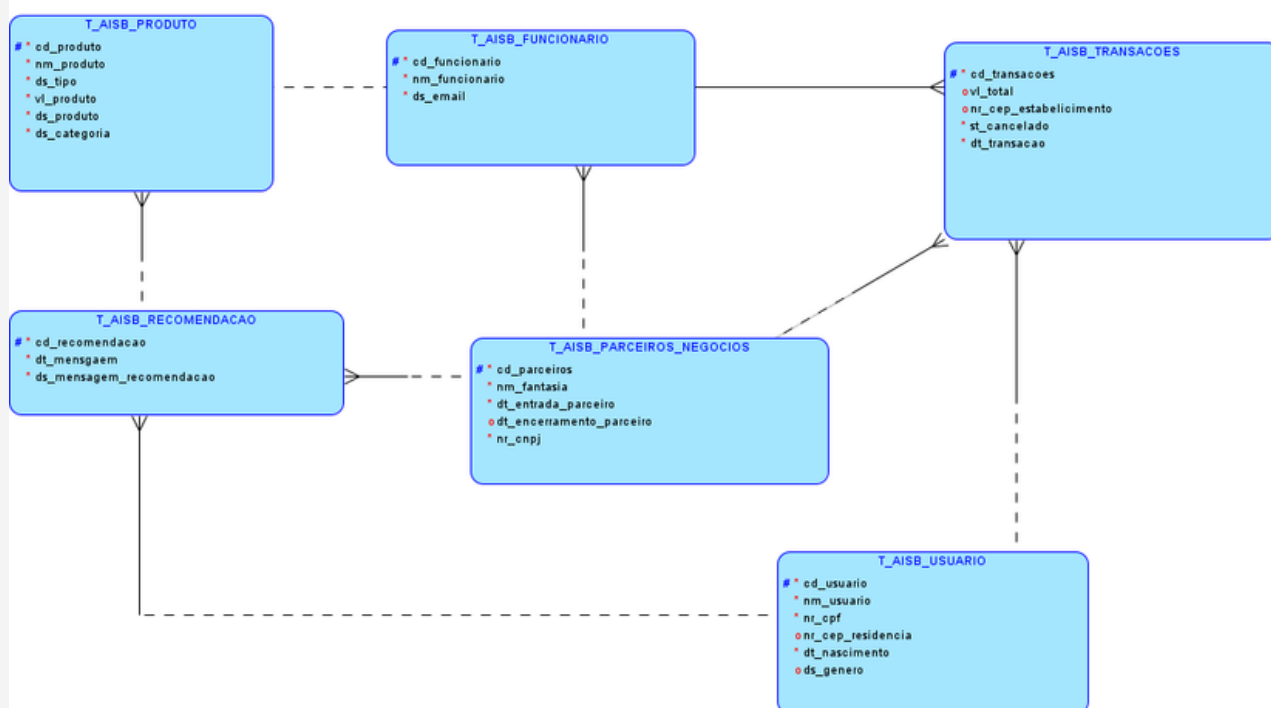 T_AISB_PRODUTO
# * cd_produto
* nm_produto
* ds_tipo
* vl_produto
* ds_produto
* ds_categoria
T_AISB_FUNCIONARIO
# * cd_funcionario
* nm_funcionario
* ds_email
T_AISB_TRANSACOES
# * cd_transacoes
o vl_total
o nr_cep_estabelicimento
* st_cancelado
* dt_transacao
T_AISB_RECOMENDACAO
# * cd_recomendacao
* dt_mensgaem
* ds_mensagem_recomendacao
T_AISB_PARCEIROS_NEGOCIOS
# * cd_parceiros
* nm_fantasia
* dt_entrada_parceiro
o dt_encerramento_parceiro
* nr_cnpj
T_AISB_USUARIO
# * cd_usuario
* nm_usuario
* nr_cpf
o nr_cep_residencia
* dt_nascimento
o ds_genero